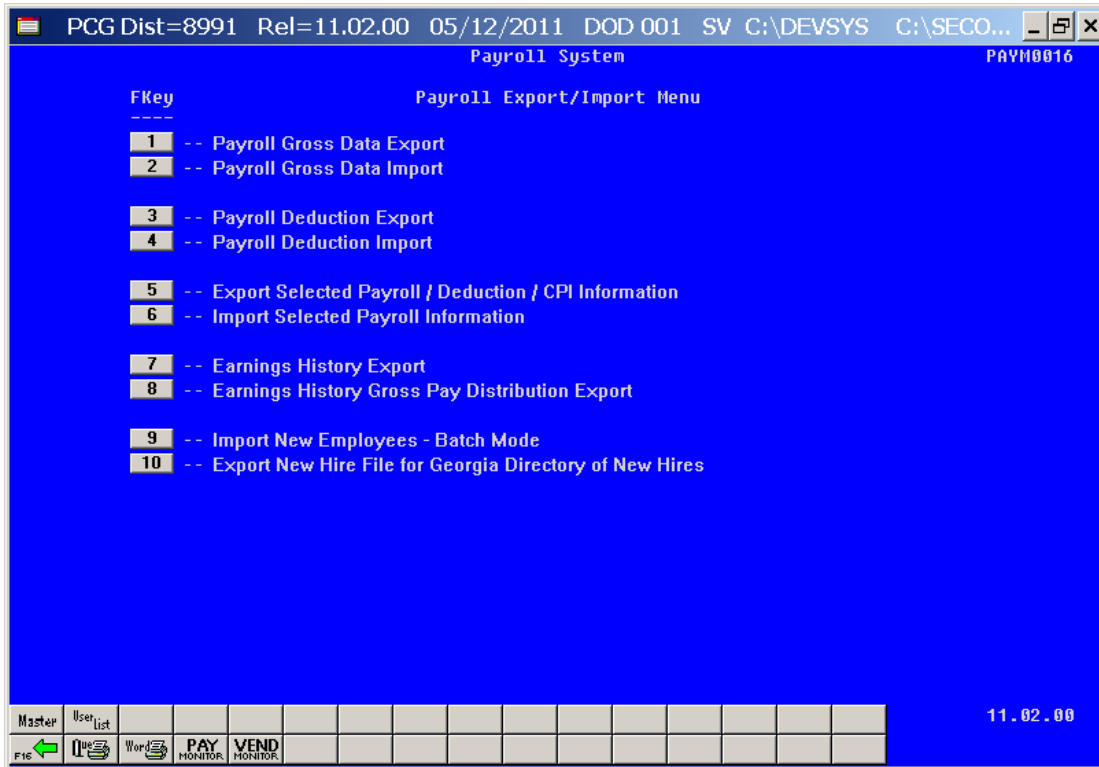 PCG Dist=8991 Rel=11.02.00 05/12/2011 DOD 001 SV C:\DEVSYS C:\SECO...
Payroll System PAYM0016
FKey Payroll Export/Import Menu
----
1 -- Payroll Gross Data Export
2 -- Payroll Gross Data Import
3 -- Payroll Deduction Export
4 -- Payroll Deduction Import
5 -- Export Selected Payroll / Deduction / CPI Information
6 -- Import Selected Payroll Information
7 -- Earnings History Export
8 -- Earnings History Gross Pay Distribution Export
9 -- Import New Employees - Batch Mode
10 -- Export New Hire File for Georgia Directory of New Hires
Master User List 11.02.00
F16 Que Word PAY MONITOR VEND MONITOR